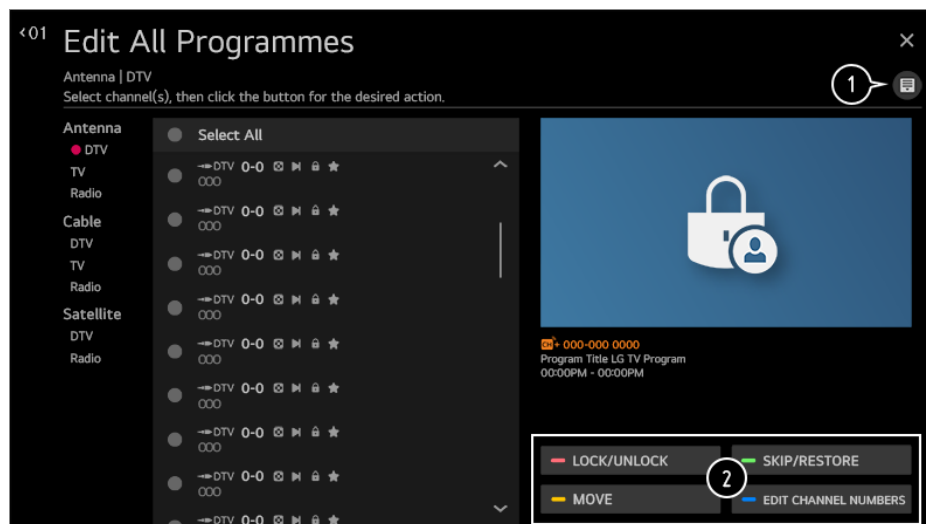 <01 Edit All Programmes
Antenna | DTV
Select channel(s), then click the button for the desired action.
1
Antenna
DTV
TV
Radio
Cable
DTV
TV
Radio
Satellite
DTV
Radio
Select All
DTV 0-0
000
DTV 0-0
000
DTV 0-0
000
DTV 0-0
000
DTV 0-0
000
DTV 0-0
000
DTV 0-0
000
DTV 0-0
000
DTV 0-0
CH + 000-000 0000
Program Title LG TV Program
00:00PM - 00:00PM
LOCK/UNLOCK
SKIP/RESTORE
2
MOVE
EDIT CHANNEL NUMBERS